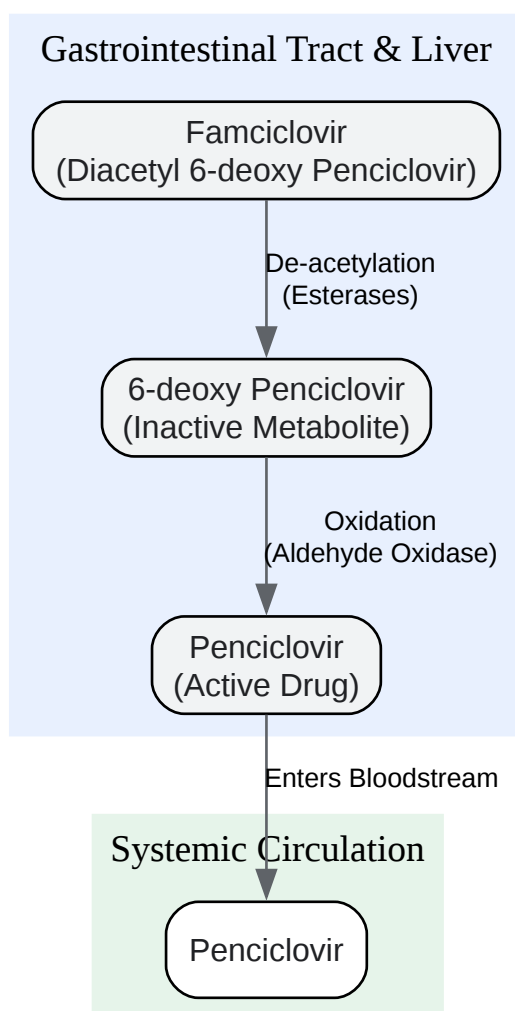 Gastrointestinal Tract & Liver
Famciclovir
(Diacetyl 6-deoxy Penciclovir)
De-acetylation
(Esterases)
6-deoxy Penciclovir
(Inactive Metabolite)
Oxidation
(Aldehyde Oxidase)
Penciclovir
(Active Drug)
Enters Bloodstream
Systemic Circulation
Penciclovir